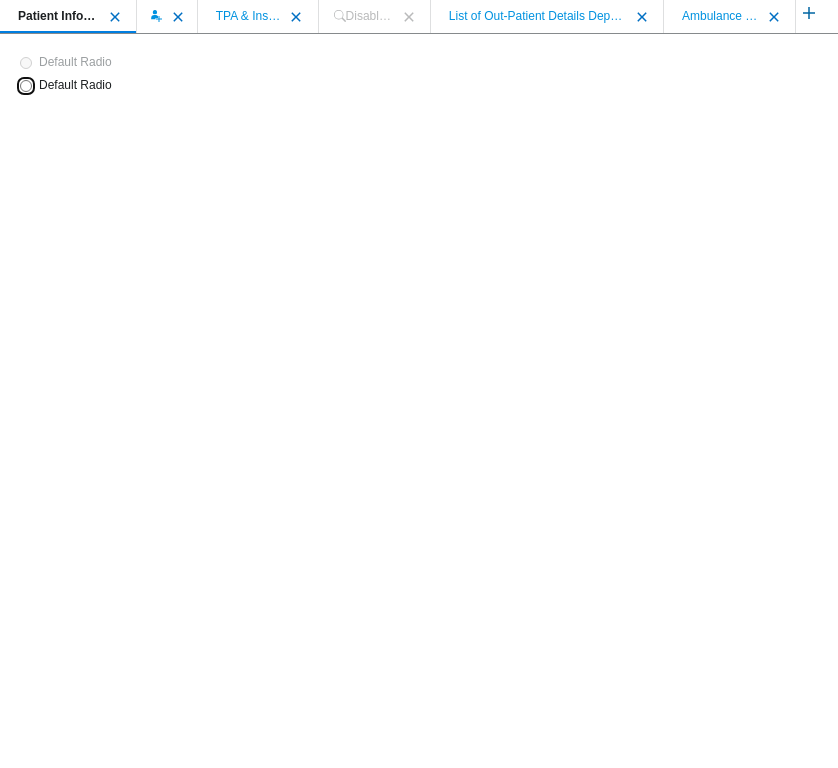 Patient Info...
TPA & Ins...
Disabl...
List of Out-Patient Details Dep...
Ambulance ...
Default Radio
Default Radio